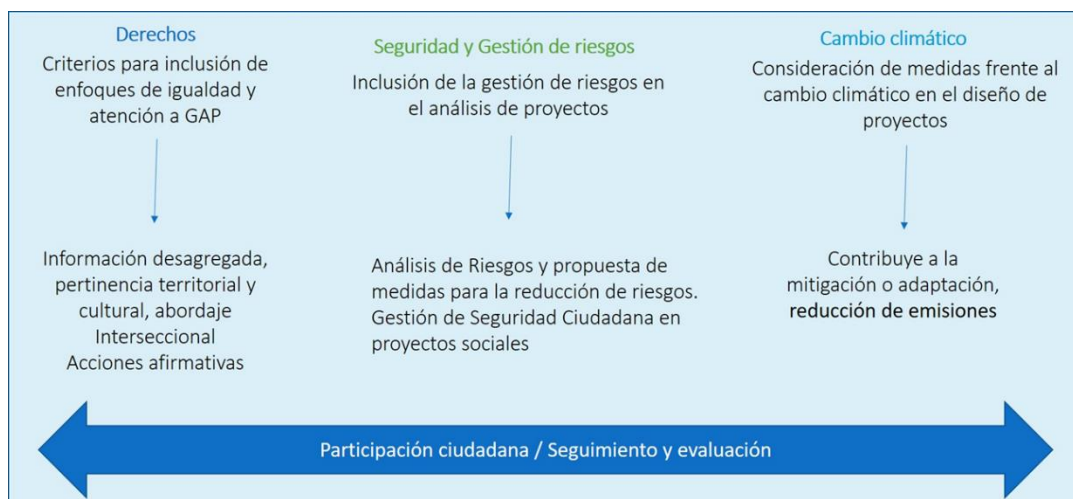 Derechos
Criterios para inclusión de
enfoques de igualdad y
atención a GAP
Información desagregada,
pertinencia territorial y
cultural, abordaje
Interseccional
Acciones afirmativas
Seguridad y Gestión de riesgos
Inclusión de la gestión de riesgos en
el análisis de proyectos
Análisis de Riesgos y propuesta de
medidas para la reducción de riesgos.
Gestión de Seguridad Ciudadana en
proyectos sociales
Cambio climático
Consideración de medidas frente al
cambio climático en el diseño de
proyectos
Contribuye a la
mitigación o adaptación,
reducción de emisiones
Participación ciudadana / Seguimiento y evaluación